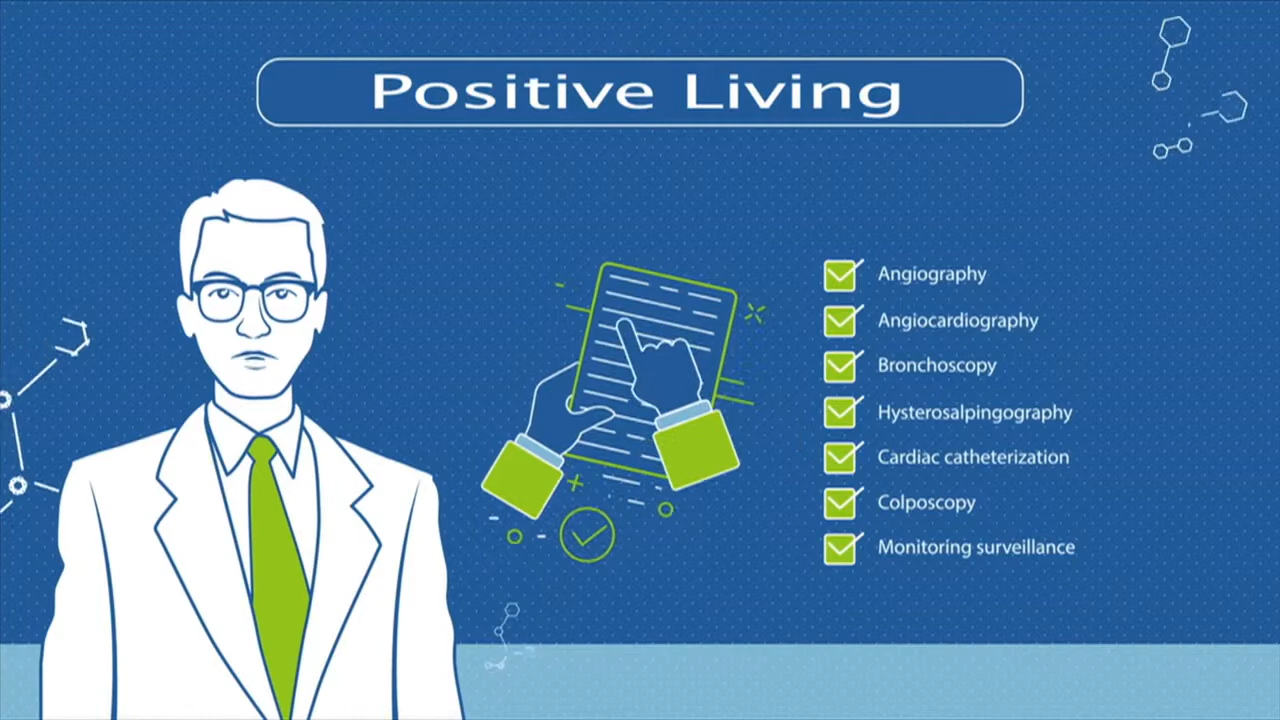 Positive Living
Angiography
Angiocardiography
Bronchoscopy
Hysterosalpingography
Cardiac catheterization
Colposcopy
Monitoring surveillance